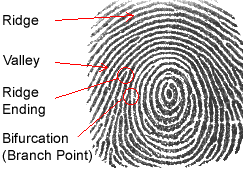 Ridge
Valley
Ridge
Ending
Bifurcation
(Branch Point)